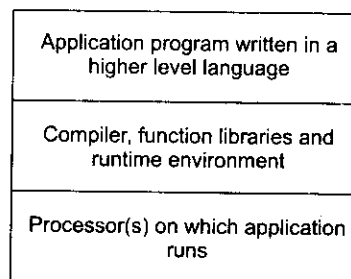 Application program written in a
higher level language
Compiler, function libraries and
runtime environment
Processor(s) on which application
runs